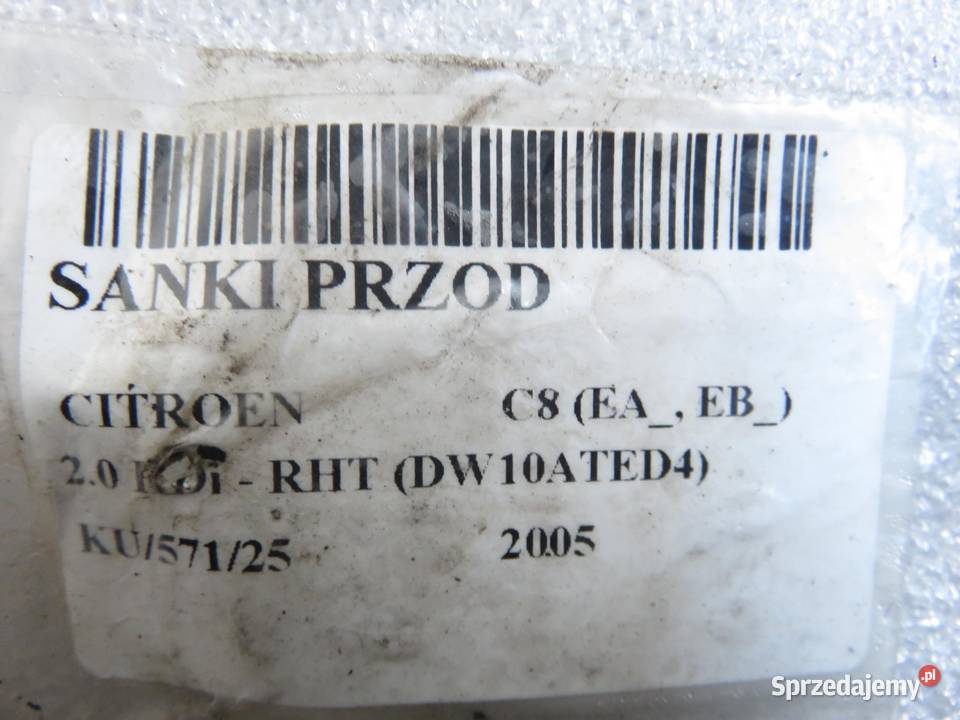 SANKI PRZOD
CITROEN C8 (EA_, EB_)
2.0 - RHT (DW10ATED4)
KU/571/25 2005
Sprzedajemy.pl